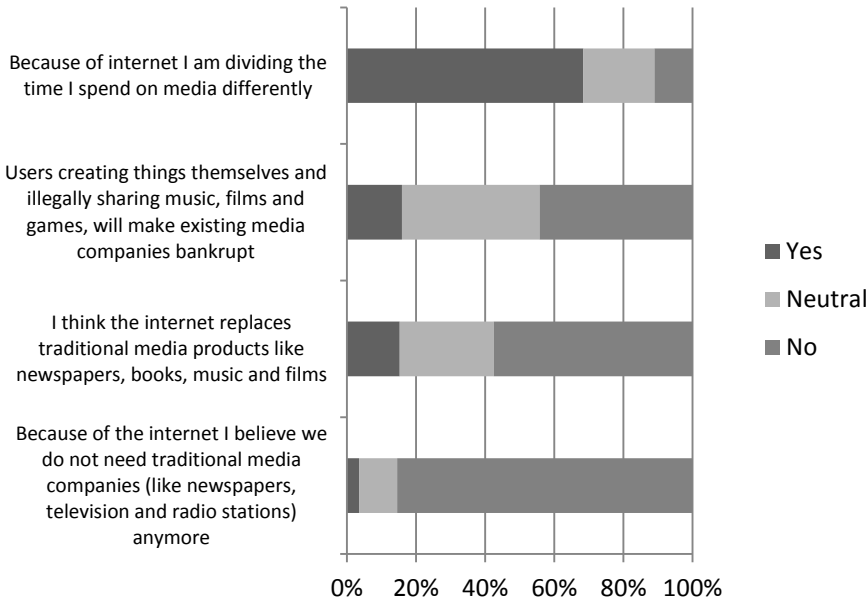 Because of internet I am dividing the
time I spend on media differently
Users creating things themselves and
illegally sharing music, films and
games, will make existing media
companies bankrupt
I think the internet replaces
traditional media products like
newspapers, books, music and films
Because of the internet I believe we
do not need traditional media
companies (like newspapers,
television and radio stations)
anymore
Yes
Neutral
No
0% 20% 40% 60% 80% 100%